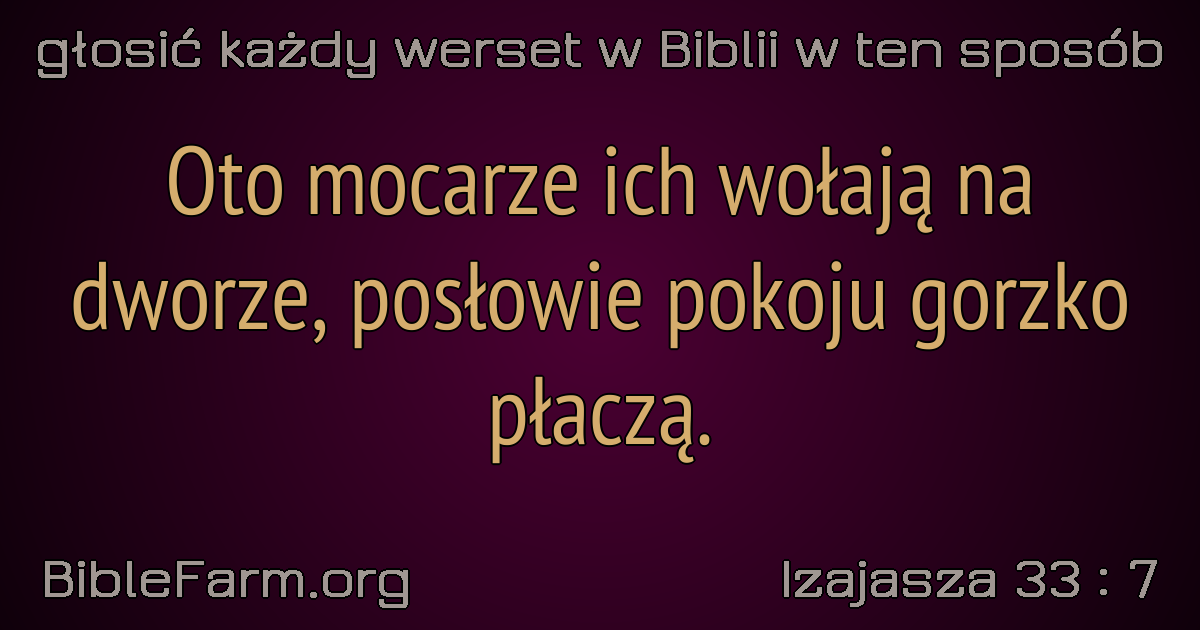 głosić każdy werset w Biblii w ten sposób
Oto mocarze ich wołają na
dworze, posłowie pokoju gorzko
płaczą.
BibleFarm.org
Izajasza 33 : 7